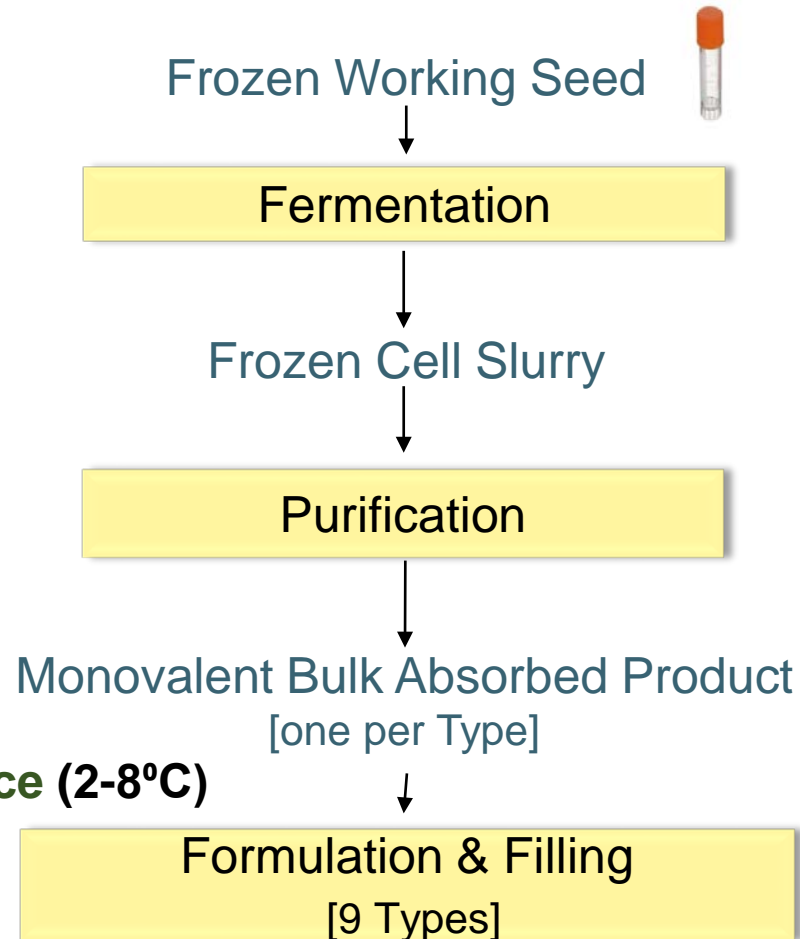 Frozen Working Seed
Fermentation
Frozen Cell Slurry
Purification
Monovalent Bulk Absorbed Product
[one per Type]
(2-8ºC)
Formulation & Filling
[9 Types]